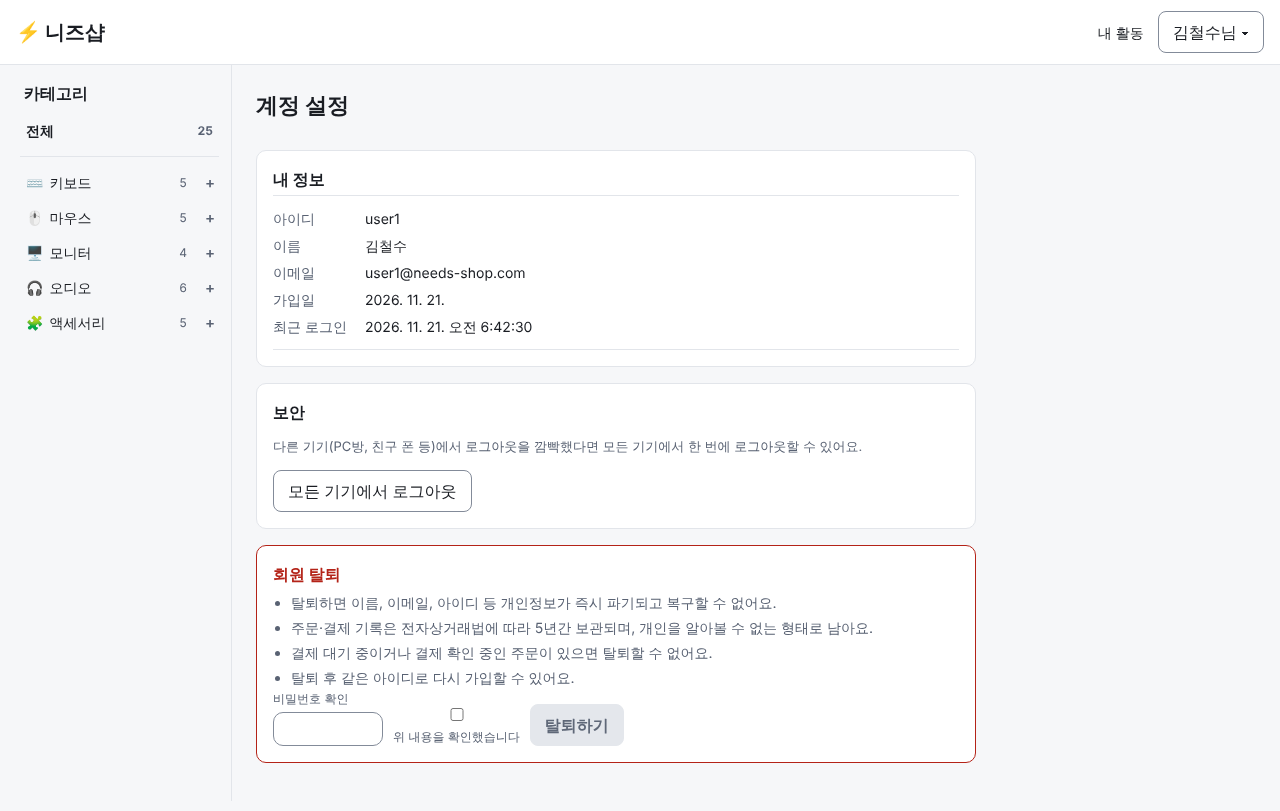 ⚡ 니즈샵
내 활동
김철수님
카테고리
전체 25
키보드 5 +
마우스 5 +
모니터 4 +
오디오 6 +
액세서리 5 +
계정 설정
내 정보
아이디 user1
이름 김철수
이메일 user1@needs-shop.com
가입일 2026. 11. 21.
최근 로그인 2026. 11. 21. 오전 6:42:30
보안
다른 기기(PC방, 친구 폰 등)에서 로그아웃을 깜빡했다면 모든 기기에서 한 번에 로그아웃할 수 있어요.
모든 기기에서 로그아웃
회원 탈퇴
• 탈퇴하면 이름, 이메일, 아이디 등 개인정보가 즉시 파기되고 복구할 수 없어요.
• 주문·결제 기록은 전자상거래법에 따라 5년간 보관되며, 개인을 알아볼 수 없는 형태로 남아요.
• 결제 대기 중이거나 결제 확인 중인 주문이 있으면 탈퇴할 수 없어요.
• 탈퇴 후 같은 아이디로 다시 가입할 수 있어요.
비밀번호 확인
위 내용을 확인했습니다
탈퇴하기